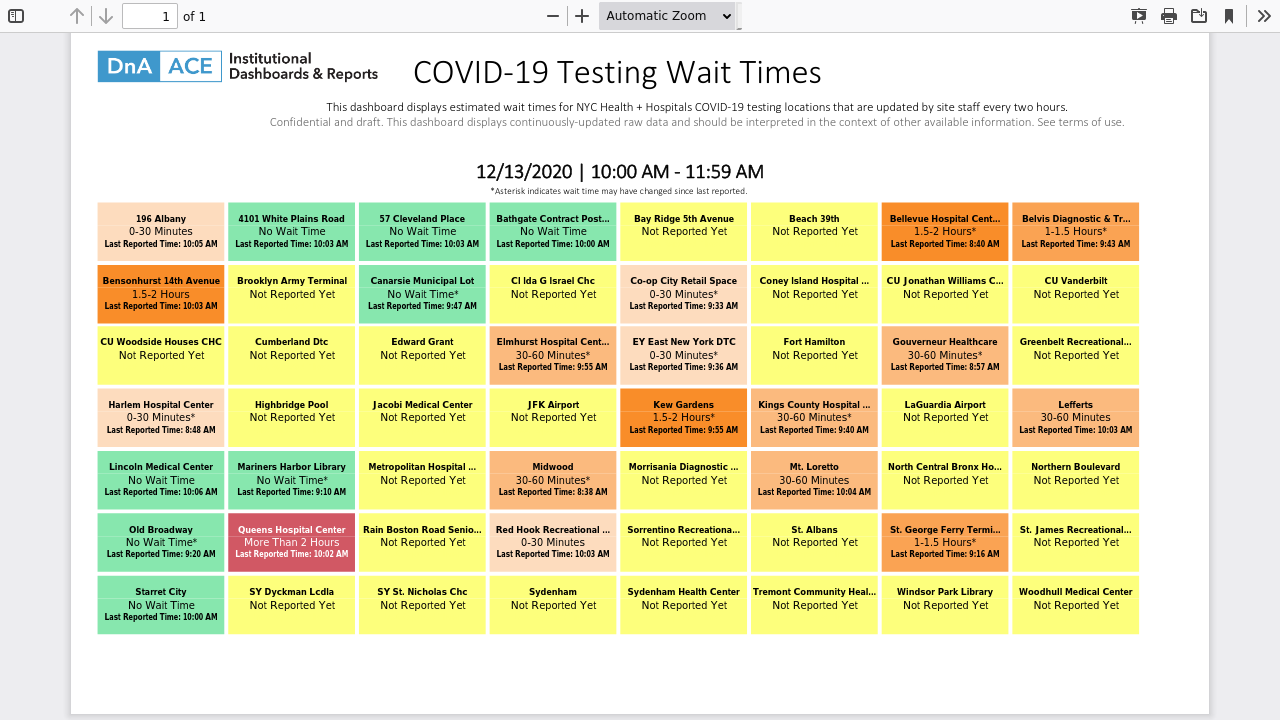 1 of 1 Automatic Zoom
DnA ACE Institutional Dashboards & Reports
COVID-19 Testing Wait Times
This dashboard displays estimated wait times for NYC Health + Hospitals COVID-19 testing locations that are updated by site staff every two hours.
Confidential and draft. This dashboard displays continuously-updated raw data and should be interpreted in the context of other available information. See terms of use.
12/13/2020 | 10:00 AM - 11:59 AM
*Asterisk indicates wait time may have changed since last reported.
196 Albany
0-30 Minutes
Last Reported Time: 10:05 AM
4101 White Plains Road
No Wait Time
Last Reported Time: 10:03 AM
57 Cleveland Place
No Wait Time
Last Reported Time: 10:03 AM
Bathgate Contract Post...
No Wait Time
Last Reported Time: 10:00 AM
Bay Ridge 5th Avenue
Not Reported Yet
Beach 39th
Not Reported Yet
Bellevue Hospital Cent...
1.5-2 Hours*
Last Reported Time: 8:40 AM
Belvis Diagnostic & Tr...
1-1.5 Hours*
Last Reported Time: 9:43 AM
Bensonhurst 14th Avenue
1.5-2 Hours
Last Reported Time: 10:03 AM
Brooklyn Army Terminal
Not Reported Yet
Canarsie Municipal Lot
No Wait Time*
Last Reported Time: 9:47 AM
Cl Ida G Israel Chc
Not Reported Yet
Co-op City Retail Space
0-30 Minutes*
Last Reported Time: 9:33 AM
Coney Island Hospital ...
Not Reported Yet
CU Jonathan Williams C...
Not Reported Yet
CU Vanderbilt
Not Reported Yet
CU Woodside Houses CHC
Not Reported Yet
Cumberland Dtc
Not Reported Yet
Edward Grant
Not Reported Yet
Elmhurst Hospital Cent...
30-60 Minutes*
Last Reported Time: 9:55 AM
EY East New York DTC
0-30 Minutes*
Last Reported Time: 9:36 AM
Fort Hamilton
Not Reported Yet
Gouverneur Healthcare
30-60 Minutes*
Last Reported Time: 8:57 AM
Greenbelt Recreational...
Not Reported Yet
Harlem Hospital Center
0-30 Minutes*
Last Reported Time: 8:48 AM
Highbridge Pool
Not Reported Yet
Jacobi Medical Center
Not Reported Yet
JFK Airport
Not Reported Yet
Kew Gardens
1.5-2 Hours*
Last Reported Time: 9:55 AM
Kings County Hospital ...
30-60 Minutes*
Last Reported Time: 9:40 AM
LaGuardia Airport
Not Reported Yet
Lefferts
30-60 Minutes
Last Reported Time: 10:03 AM
Lincoln Medical Center
No Wait Time
Last Reported Time: 10:06 AM
Mariners Harbor Library
No Wait Time*
Last Reported Time: 9:10 AM
Metropolitan Hospital ...
Not Reported Yet
Midwood
30-60 Minutes*
Last Reported Time: 8:38 AM
Morrisania Diagnostic ...
Not Reported Yet
Mt. Loretto
30-60 Minutes
Last Reported Time: 10:04 AM
North Central Bronx Ho...
Not Reported Yet
Northern Boulevard
Not Reported Yet
Old Broadway
No Wait Time*
Last Reported Time: 9:20 AM
Queens Hospital Center
More Than 2 Hours
Last Reported Time: 10:02 AM
Rain Boston Road Senio...
Not Reported Yet
Red Hook Recreational ...
0-30 Minutes
Last Reported Time: 10:03 AM
Sorrentino Recreationa...
Not Reported Yet
St. Albans
Not Reported Yet
St. George Ferry Termi...
1-1.5 Hours*
Last Reported Time: 9:16 AM
St. James Recreational...
Not Reported Yet
Starret City
No Wait Time
Last Reported Time: 10:00 AM
SY Dyckman Lcdla
Not Reported Yet
SY St. Nicholas Chc
Not Reported Yet
Sydenham
Not Reported Yet
Sydenham Health Center
Not Reported Yet
Tremont Community Heal...
Not Reported Yet
Windsor Park Library
Not Reported Yet
Woodhull Medical Center
Not Reported Yet